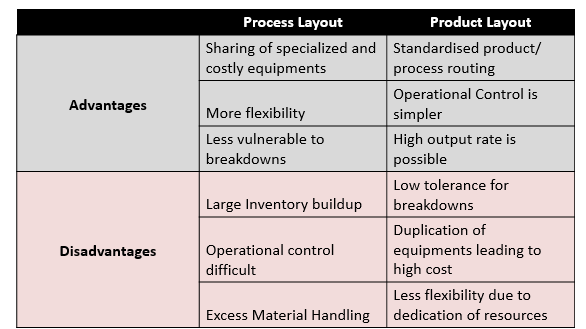 Process Layout Product Layout
Advantages
Sharing of specialized and
costly equipments
Standardised product/
process routing
More flexibility
Operational Control is
simpler
Less vulnerable to
breakdowns
High output rate is
possible
Disadvantages
Large Inventory buildup
Low tolerance for
breakdowns
Operational control
difficult
Duplication of
equipments leading to
high cost
Excess Material Handling
Less flexibility due to
dedication of resources